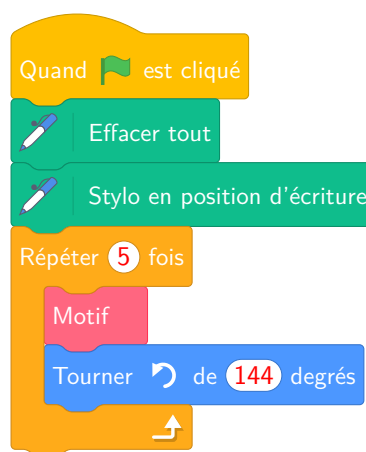 Quand est cliqué
Effacer tout
Stylo en position d'écriture
Répéter 5 fois
Motif
Tourner de 144 degrés